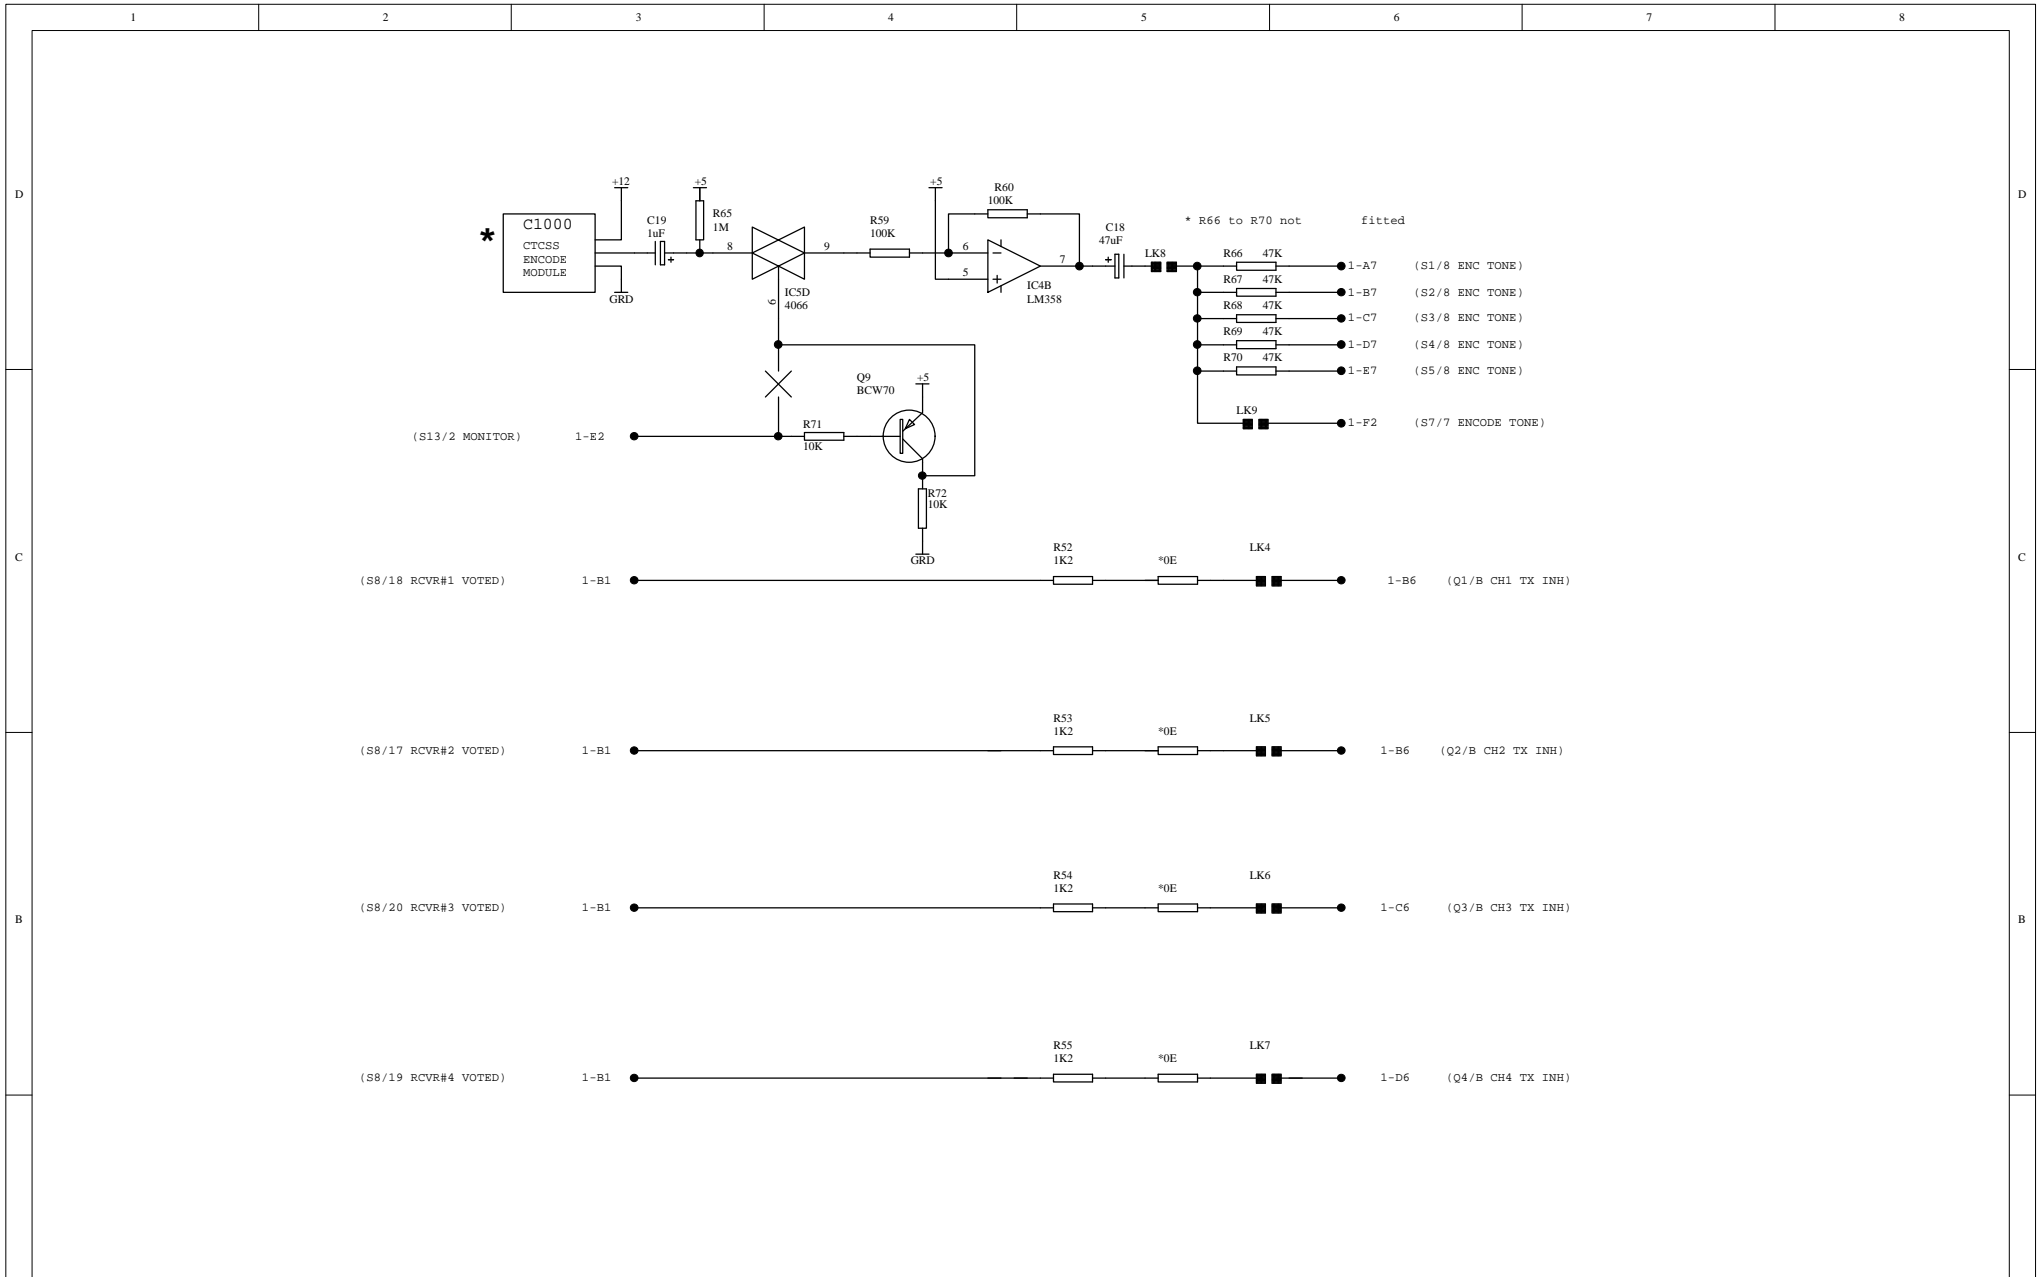 1 2 3 4 5 6 7 8
D D
+12 +5 +5 R60
100K
C1000
*
CTCSS
ENCODE
MODULE
C19
1uF
+
R65
1M
GRD
8 9
6
IC5D
4066
R59
100K
6
5
7
IC4B
LM358
C18
47uF
+
LK8
* R66 to R70 not fitted
R66 47K 1-A7 (S1/8 ENC TONE)
R67 47K 1-B7 (S2/8 ENC TONE)
R68 47K 1-C7 (S3/8 ENC TONE)
R69 47K 1-D7 (S4/8 ENC TONE)
R70 47K 1-E7 (S5/8 ENC TONE)
LK9 1-F2 (S7/7 ENCODE TONE)
Q9
BCW70
+5
(S13/2 MONITOR) 1-E2
R71
10K
R72
10K
GRD
C C
R52
1K2
*0E
LK4
(S8/18 RCVR#1 VOTED) 1-B1 1-B6 (Q1/B CH1 TX INH)
R53
1K2
*0E
LK5
(S8/17 RCVR#2 VOTED) 1-B1 1-B6 (Q2/B CH2 TX INH)
R54
1K2
*0E
LK6
(S8/20 RCVR#3 VOTED) 1-B1 1-C6 (Q3/B CH3 TX INH)
B B
R55
1K2
*0E
LK7
(S8/19 RCVR#4 VOTED) 1-B1 1-D6 (Q4/B CH4 TX INH)